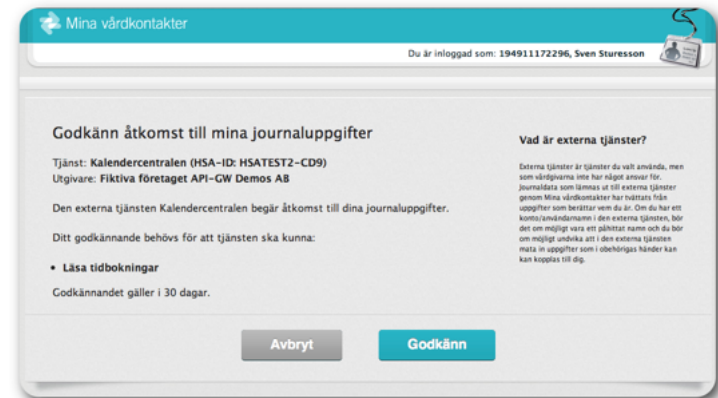 Mina vårdkontakter
Du är inloggad som: 194911172296, Sven Sturesson
Godkänn åtkomst till mina journaluppgifter
Tjänst: Kalendercentralen (HSA-ID: HSATEST2-CD9)
Utgivare: Fiktiva företaget API-GW Demos AB
Den externa tjänsten Kalendercentralen begär åtkomst till dina journaluppgifter.
Ditt godkännande behövs för att tjänsten ska kunna:
• Läsa tidbokningar
Godkännandet gäller i 30 dagar.
Vad är externa tjänster?
Externa tjänster är tjänster du valt använda, men
som vårdgivarna inte har något ansvar för.
Journaldata som lämnas ut till externa tjänster
genom Mina vårdkontakter har tvättats från
uppgifter som berättar vem du är. Om du har ett
konto/användarnamn i den externa tjänsten, bör
det om möjligt vara ett påhittat namn och du bör
om möjligt undvika att i den externa tjänsten
mata in uppgifter som i obehörigas händer kan
kan kopplas till dig.
Avbryt
Godkänn